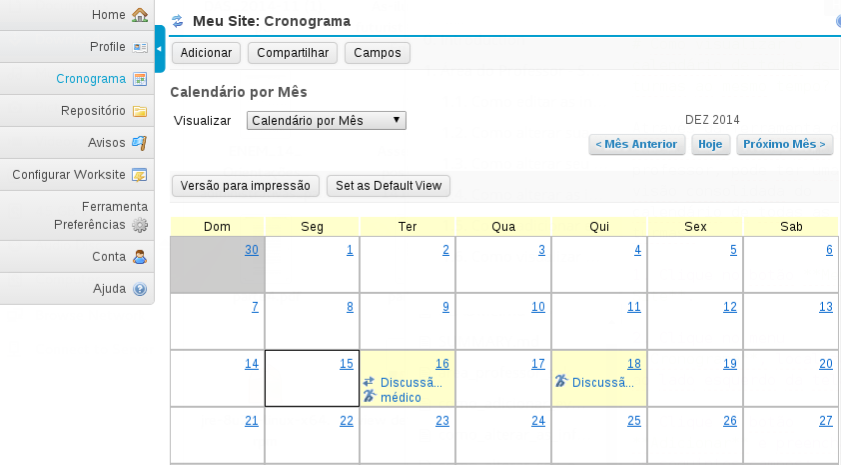 Home
Profile
Cronograma
Repositório
Avisos
Configurar Worksite
Ferramenta
Preferências
Conta
Ajuda
Meu Site: Cronograma
Adicionar Compartilhar Campos
Calendário por Mês
Visualizar Calendário por Mês
DEZ 2014
< Mês Anterior Hoje Próximo Mês >
Versão para impressão Set as Default View
Dom Seg Ter Qua Qui Sex Sab
30 1 2 3 4 5 6
7 8 9 10 11 12 13
14 15 16 17 18 19 20
Discussã... Discussã...
médico
21 22 23 24 25 26 27